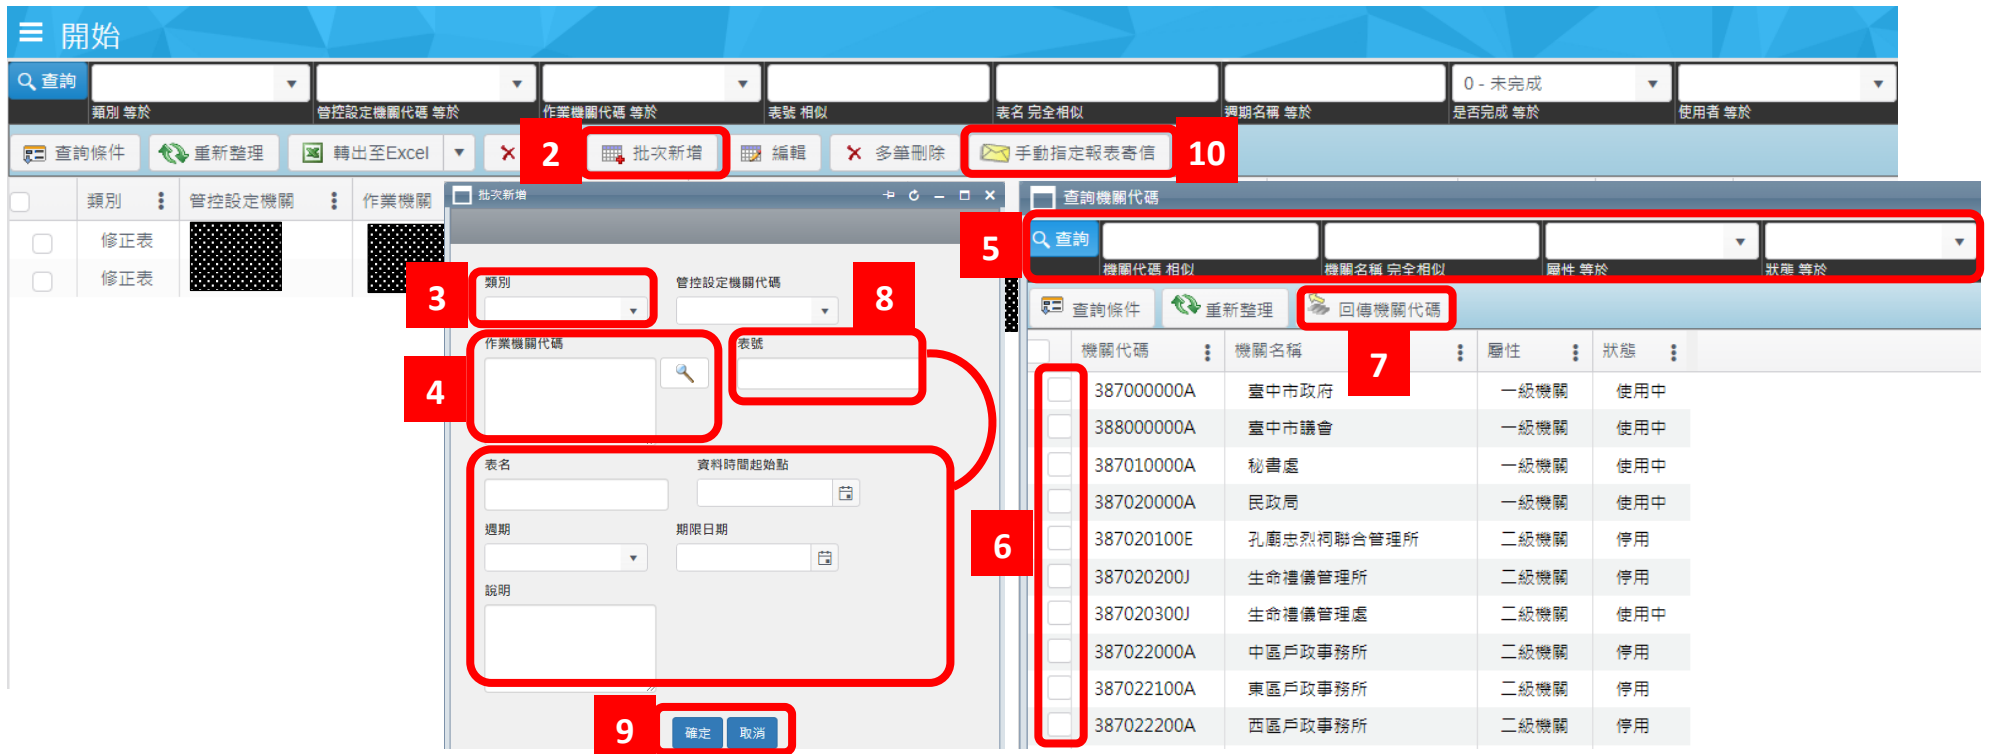 開始
查詢
0 - 未完成
類別 等於
管控設定機關代碼 等於
作業機關代碼 等於
表號 相似
表名 完全相似
週期名稱 等於
是否完成 等於
使用者 等於
查詢條件
重新整理
轉出至Excel
2
批次新增
編輯
多筆刪除
手動指定報表寄信
10
類別
管控設定機關
作業機關
修正表
修正表
批次新增
3
類別
管控設定機關代碼
8
4
作業機關代碼
表號
表名
資料時間起始點
週期
期限日期
說明
9
確定
取消
查詢機關代碼
5
查詢
機關代碼 相似
機關名稱 完全相似
屬性 等於
狀態 等於
查詢條件
重新整理
回傳機關代碼
7
6
機關代碼 機關名稱 屬性 狀態
387000000A 臺中市政府 一級機關 使用中
388000000A 臺中市議會 一級機關 使用中
387010000A 秘書處 一級機關 使用中
387020000A 民政局 一級機關 使用中
387020100E 孔廟忠烈祠聯合管理所 二級機關 停用
387020200J 生命禮儀管理所 二級機關 停用
387020300J 生命禮儀管理處 二級機關 使用中
387022000A 中區戶政事務所 二級機關 停用
387022100A 東區戶政事務所 二級機關 停用
387022200A 西區戶政事務所 二級機關 停用